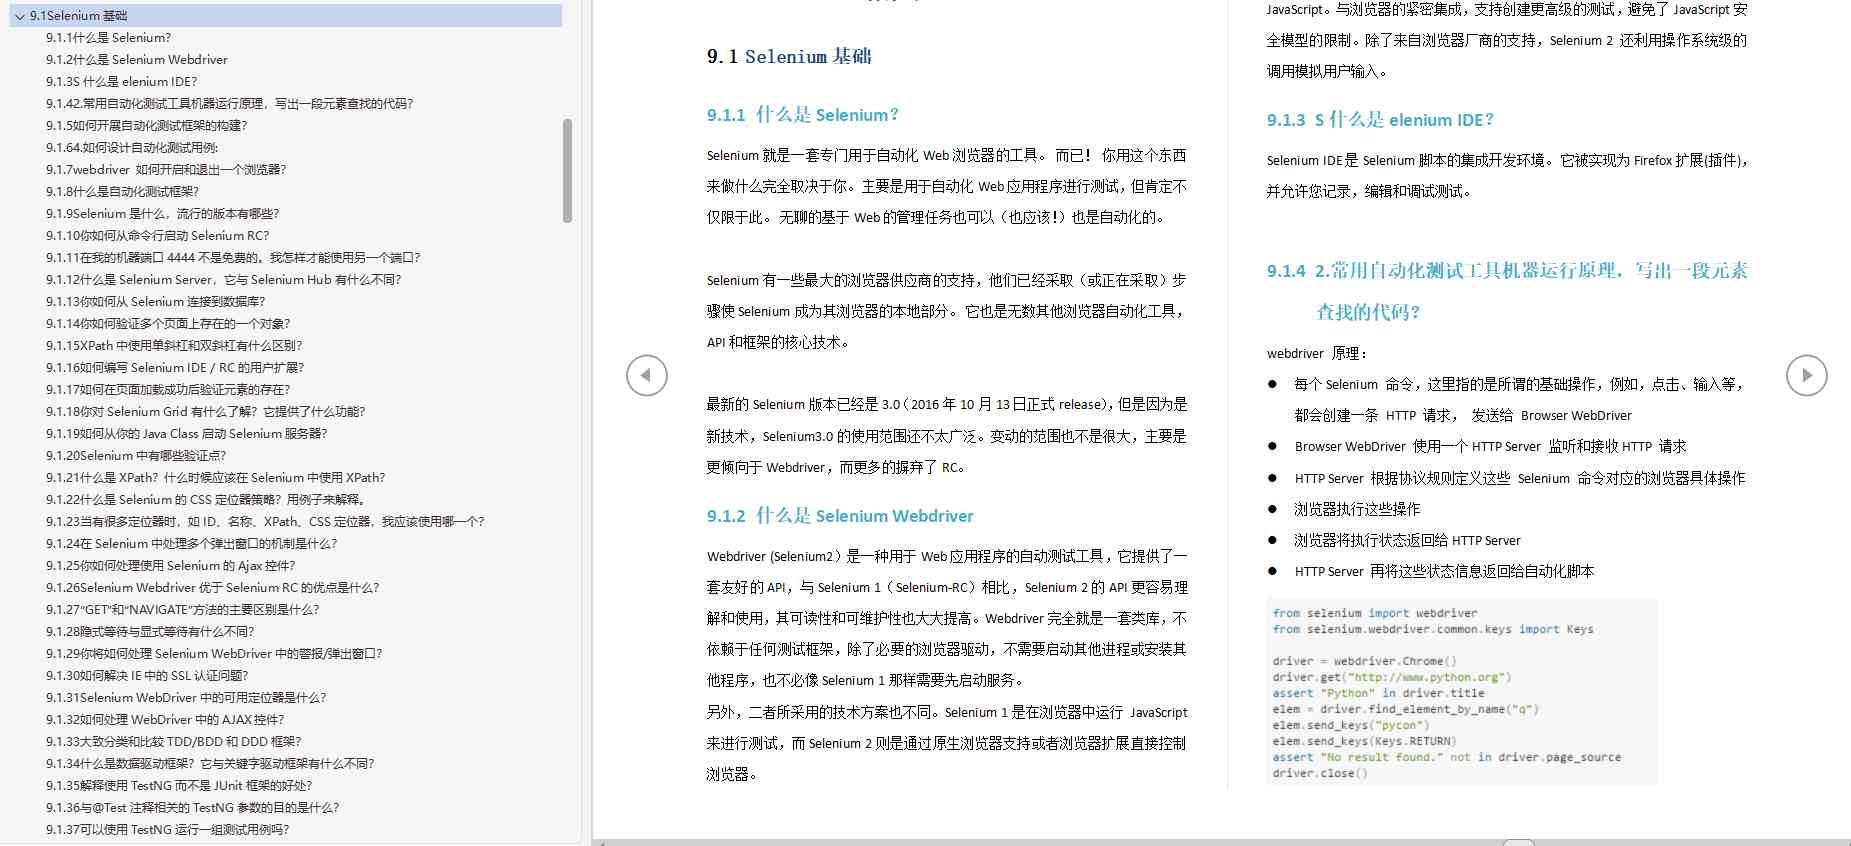 9.1Selenium 基础
9.1.1什么是 Selenium?
9.1.2什么是 Selenium Webdriver
9.1.3S 什么是 elenium IDE?
9.1.42.常用自动化测试工具机器运行原理，写出一段元素查找的代码?
9.1.5如何开展自动化测试框架的构建?
9.1.64.如何设计自动化测试用例:
9.1.7webdriver 如何开启和退出一个浏览器?
9.1.8什么是自动化测试框架?
9.1.9Selenium 是什么，流行的版本有哪些?
9.1.10你如何从命令行启动 Selenium RC?
9.1.11在我的机器端口 4444 不是免费的。我怎样才能使用另一个端口?
9.1.12什么是 Selenium Server，它与 Selenium Hub 有什么不同?
9.1.13你如何从 Selenium 连接到数据库?
9.1.14你如何验证多个页面上存在的一个对象?
9.1.15XPath 中使用单斜杠和双斜杠有什么区别?
9.1.16如何编写 Selenium IDE / RC 的用户扩展?
9.1.17如何在页面加载成功后验证元素的存在?
9.1.18你对 Selenium Grid 有什么了解？它提供了什么功能?
9.1.19如何从你的 Java Class 启动 Selenium 服务器?
9.1.20Selenium 中有哪些验证点?
9.1.21什么是 XPath？什么时候应该在 Selenium 中使用 XPath?
9.1.22什么是 Selenium 的 CSS 定位器策略？用例子来解释。
9.1.23当有很多定位器时，如 ID、名称、XPath、CSS 定位器，我应该使用哪一个?
9.1.24在 Selenium 中处理多个弹出窗口的机制是什么?
9.1.25你如何处理使用 Selenium 的 Ajax 控件?
9.1.26Selenium Webdriver 优于 Selenium RC 的优点是什么?
9.1.27"GET"和"NAVIGATE"方法的主要区别是什么?
9.1.28隐式等待与显式等待有什么不同?
9.1.29你将如何处理 Selenium WebDriver 中的警报/弹出窗口?
9.1.30如何解决 IE 中的 SSL 认证问题?
9.1.31Selenium WebDriver 中的可用定位器是什么?
9.1.32如何处理 WebDriver 中的 AJAX 控件?
9.1.33大致分类和比较 TDD/BDD 和 DDD 框架?
9.1.34什么是数据驱动框架？它与关键字驱动框架有什么不同?
9.1.35解释使用 TestNG 而不是 JUnit 框架的好处?
9.1.36与@Test 注释相关的 TestNG 参数的目的是什么?
9.1.37可以使用 TestNG 运行一组测试用例吗?
9.1 Selenium 基础
9.1.1 什么是 Selenium？
Selenium 就是一套专门用于自动化 Web 浏览器的工具。 而已！ 你用这个东西
来做什么完全取决于你。主要是用于自动化 Web 应用程序进行测试，但肯定不
仅限于此。 无聊的基于 Web 的管理任务也可以（也应该!）也是自动化的。
Selenium 有一些最大的浏览器供应商的支持，他们已经采取（或正在采取）步
骤使 Selenium 成为其浏览器的本地部分。 它也是无数其他浏览器自动化工具，
API 和框架的核心技术。
最新的 Selenium 版本已经是 3.0（2016 年 10 月 13 日正式 release），但是因为是
新技术，Selenium3.0 的使用范围还不太广泛。变动的范围也不是很大，主要是
更倾向于 Webdriver，而更多的摒弃了 RC。
9.1.2 什么是 Selenium Webdriver
Webdriver (Selenium2）是一种用于 Web 应用程序的自动测试工具，它提供了一
套友好的 API，与 Selenium 1（Selenium-RC）相比，Selenium 2 的 API 更容易理
解和使用，其可读性和可维护性也大大提高。Webdriver 完全就是一套类库，不
依赖于任何测试框架，除了必要的浏览器驱动，不需要启动其他进程或安装其
他程序，也不必像 Selenium 1 那样需要先启动服务。
另外，二者所采用的技术方案也不同。Selenium 1 是在浏览器中运行 JavaScript
来进行测试，而 Selenium 2 则是通过原生浏览器支持或者浏览器扩展直接控制
浏览器。
JavaScript。与浏览器的紧密集成，支持创建更高级的测试，避免了 JavaScript 安
全模型的限制。除了来自浏览器厂商的支持，Selenium 2 还利用操作系统级的
调用模拟用户输入。
9.1.3 S 什么是 elenium IDE？
Selenium IDE 是 Selenium 脚本的集成开发环境。 它被实现为 Firefox 扩展(插件)，
并允许您记录，编辑和调试测试。
9.1.4 2.常用自动化测试工具机器运行原理，写出一段元素
查找的代码？
webdriver 原理：
● 每个 Selenium 命令，这里指的是所谓的基础操作，例如，点击、输入等，
都会创建一条 HTTP 请求， 发送给 Browser WebDriver
● Browser WebDriver 使用一个 HTTP Server 监听和接收 HTTP 请求
● HTTP Server 根据协议规则定义这些 Selenium 命令对应的浏览器具体操作
● 浏览器执行这些操作
● 浏览器将执行状态返回给 HTTP Server
● HTTP Server 再将这些状态信息返回给自动化脚本
from selenium import webdriver
from selenium.webdriver.common.keys import Keys
driver = webdriver.Chrome()
driver.get("http://www.python.org")
assert "Python" in driver.title
elem = driver.find_element_by_name("q")
elem.send_keys("pycon")
elem.send_keys(Keys.RETURN)
assert "No result found." not in driver.page_source
driver.close()